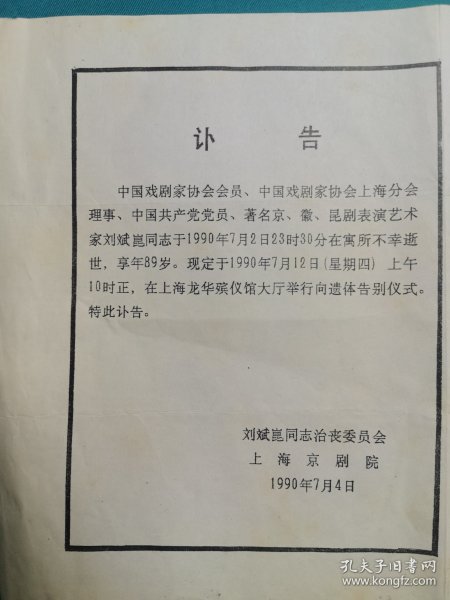 讣告
中国戏剧家协会会员、中国戏剧家协会上海分会
理事、中国共产党党员、著名京、徽、昆剧表演艺术
家刘斌崑同志于1990年7月2日23时30分在寓所不幸逝
世，享年89岁。现定于1990年7月12日(星期四) 上午
10时正，在上海龙华殡仪馆大厅举行向遗体告别仪式。
特此讣告。
刘斌崑同志治丧委员会
上海京剧院
1990年7月4日
孔夫子旧书网
www.kongfz.com